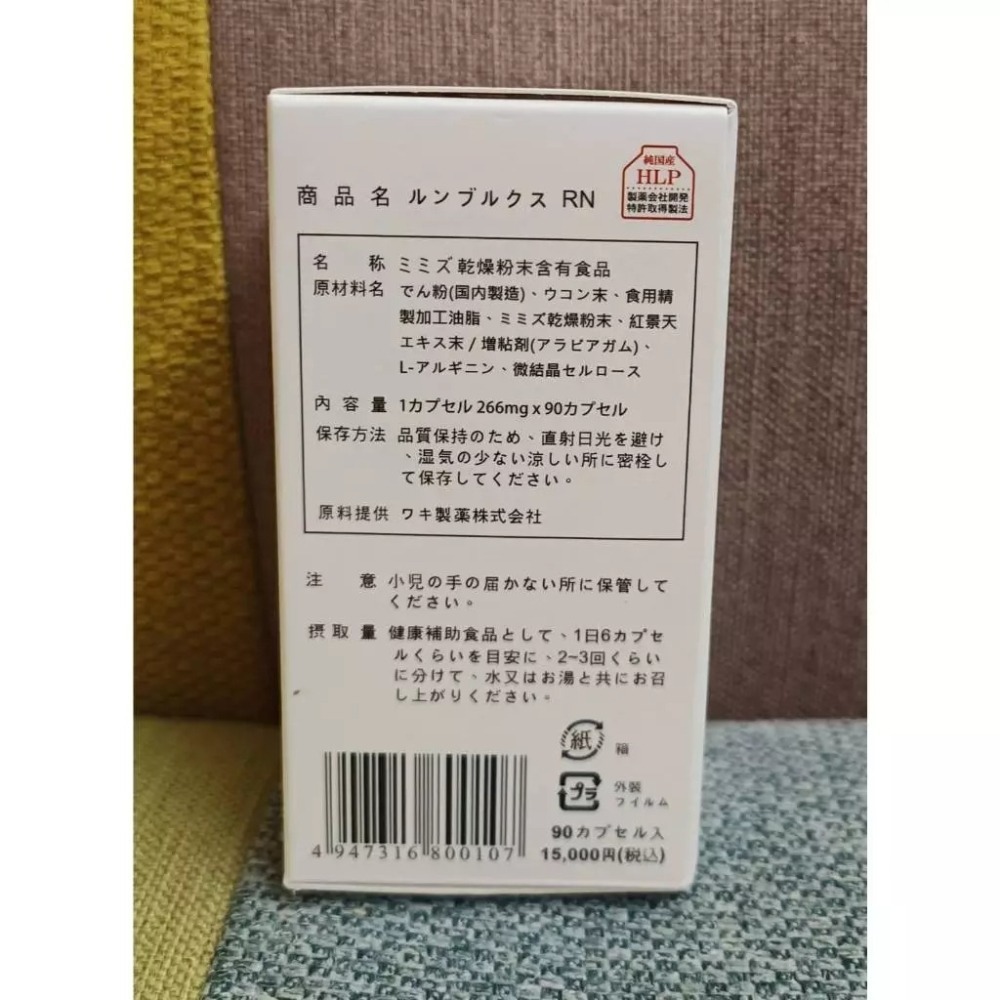 純国産
HLP
製薬会社開発
特許取得製法
商品名 ルンブルクス RN
名称 ミミズ乾燥粉末含有食品
原材料名 でん粉(国内製造)、ウコン末、食用精
製加工油脂、ミミズ乾燥粉末、紅景天
エキス末 / 増粘剤(アラビアガム)、
L-アルギニン、微結晶セルロース
内容量 1カプセル 266mg x 90カプセル
保存方法 品質保持のため、直射日光を避け
、湿気の少ない涼しい所に密栓し
て保存してください。
原料提供 ワキ製薬株式会社
注意 小児の手の届かない所に保管して
ください。
摂取量 健康補助食品として、1日6カプセ
ルくらいを目安に、2~3回くらい
に分けて、水又はお湯と共にお召
し上がりください。
紙 箱
プラ 外装
フイルム
90カプセル入
15,000円(税込)
4 947316 800107